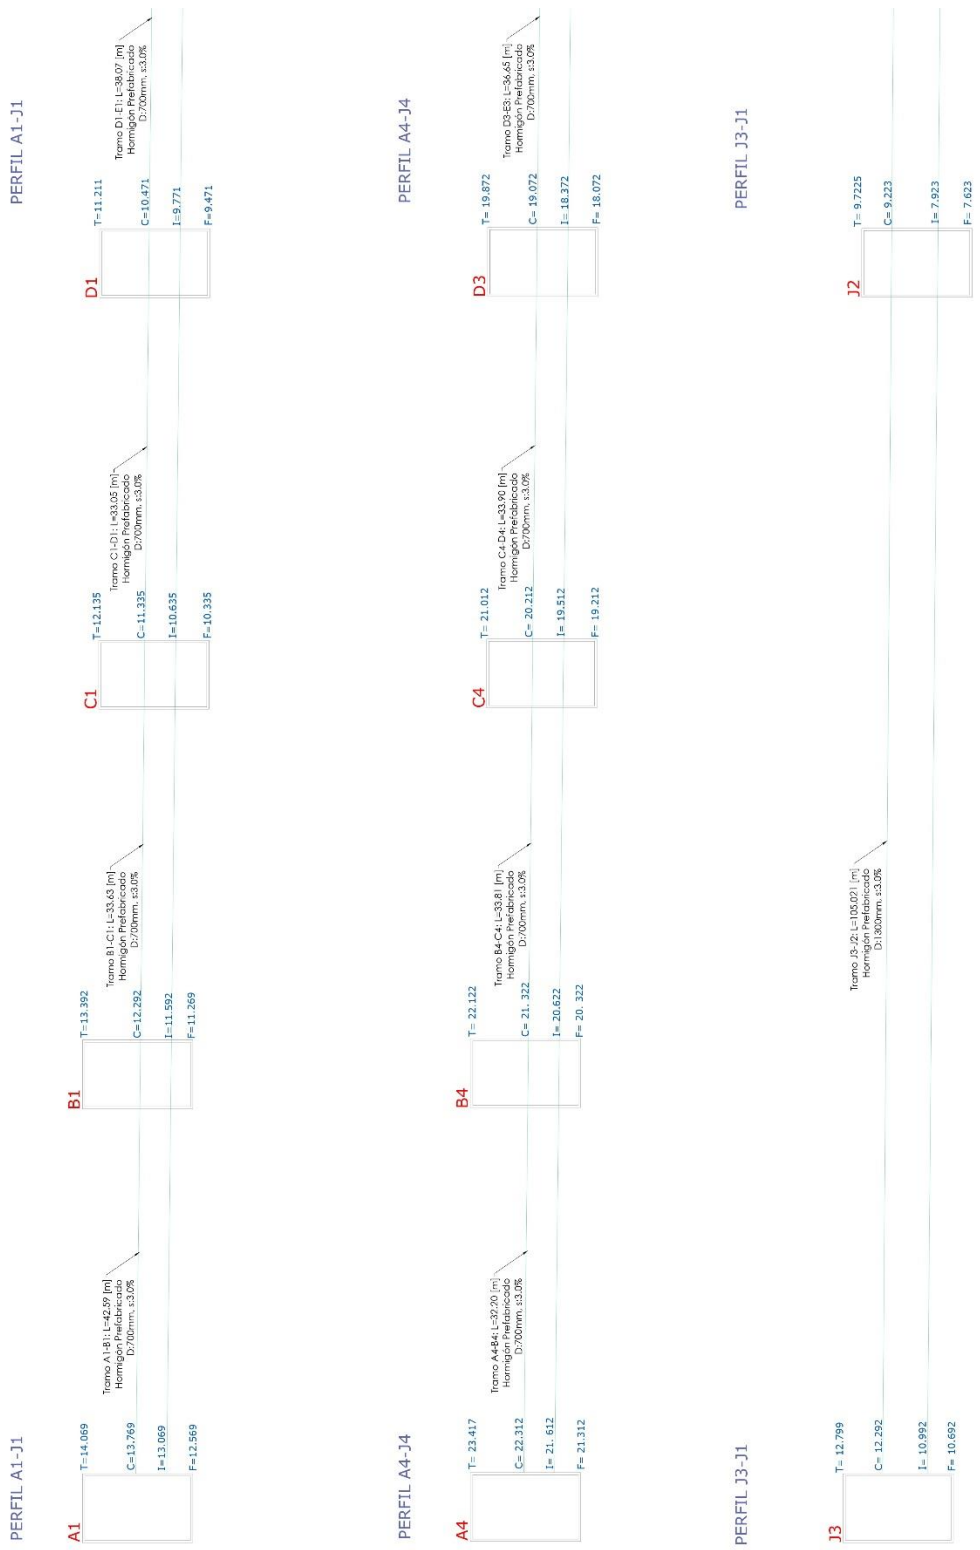 PERFIL A1-J1
A1
T=14.069
C=13.769
I=13.069
F=12.569
Tramo A1-B1: L=42.59 [m]
Hormigón Prefabricado
D:700mm, s:3.0%
B1
T=13.392
C=12.292
I=11.592
F=11.269
Tramo B1-C1: L=33.63 [m]
Hormigón Prefabricado
D:700mm, s:3.0%
C1
T=12.135
C=11.335
I=10.635
F=10.335
Tramo C1-D1: L=33.05 [m]
Hormigón Prefabricado
D:700mm, s:3.0%
PERFIL A1-J1
D1
T=11.211
C=10.471
I=9.771
F=9.471
Tramo D1-E1: L=38.07 [m]
Hormigón Prefabricado
D:700mm, s:3.0%
PERFIL A4-J4
A4
T= 23.417
C= 22.312
I= 21. 612
F= 21.312
Tramo A4-B4: L=32.20 [m]
Hormigón Prefabricado
D:700mm, s:3.0%
B4
T= 22.122
C= 21. 322
I= 20.622
F= 20. 322
Tramo B4-C4: L=33.81 [m]
Hormigón Prefabricado
D:700mm, s:3.0%
C4
T= 21.012
C= 20.212
I= 19.512
F= 19.212
Tramo C4-D4: L=33.90 [m]
Hormigón Prefabricado
D:700mm, s:3.0%
PERFIL A4-J4
D3
T= 19.872
C= 19.072
I= 18.372
F= 18.072
Tramo D3-E3: L=36.65 [m]
Hormigón Prefabricado
D:700mm, s:3.0%
PERFIL J3-J1
J3
T= 12.799
C= 12.292
I= 10.992
F= 10.692
Tramo J3-J2: L=105.021 [m]
Hormigón Prefabricado
D:1300mm, s:3.0%
PERFIL J3-J1
J2
T= 9.7225
C= 9.223
I= 7.923
F= 7.623